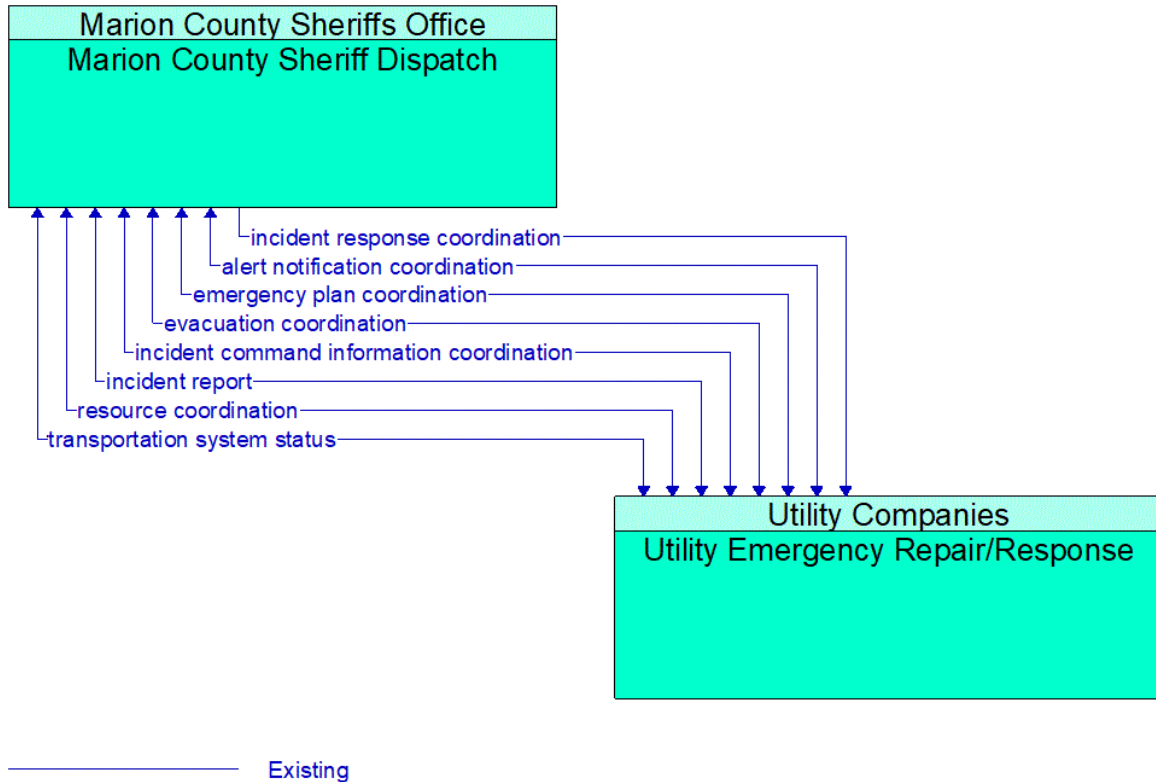 Marion County Sheriffs Office
Marion County Sheriff Dispatch
incident response coordination
alert notification coordination
emergency plan coordination
evacuation coordination
incident command information coordination
incident report
resource coordination
transportation system status
Utility Companies
Utility Emergency Repair/Response
Existing